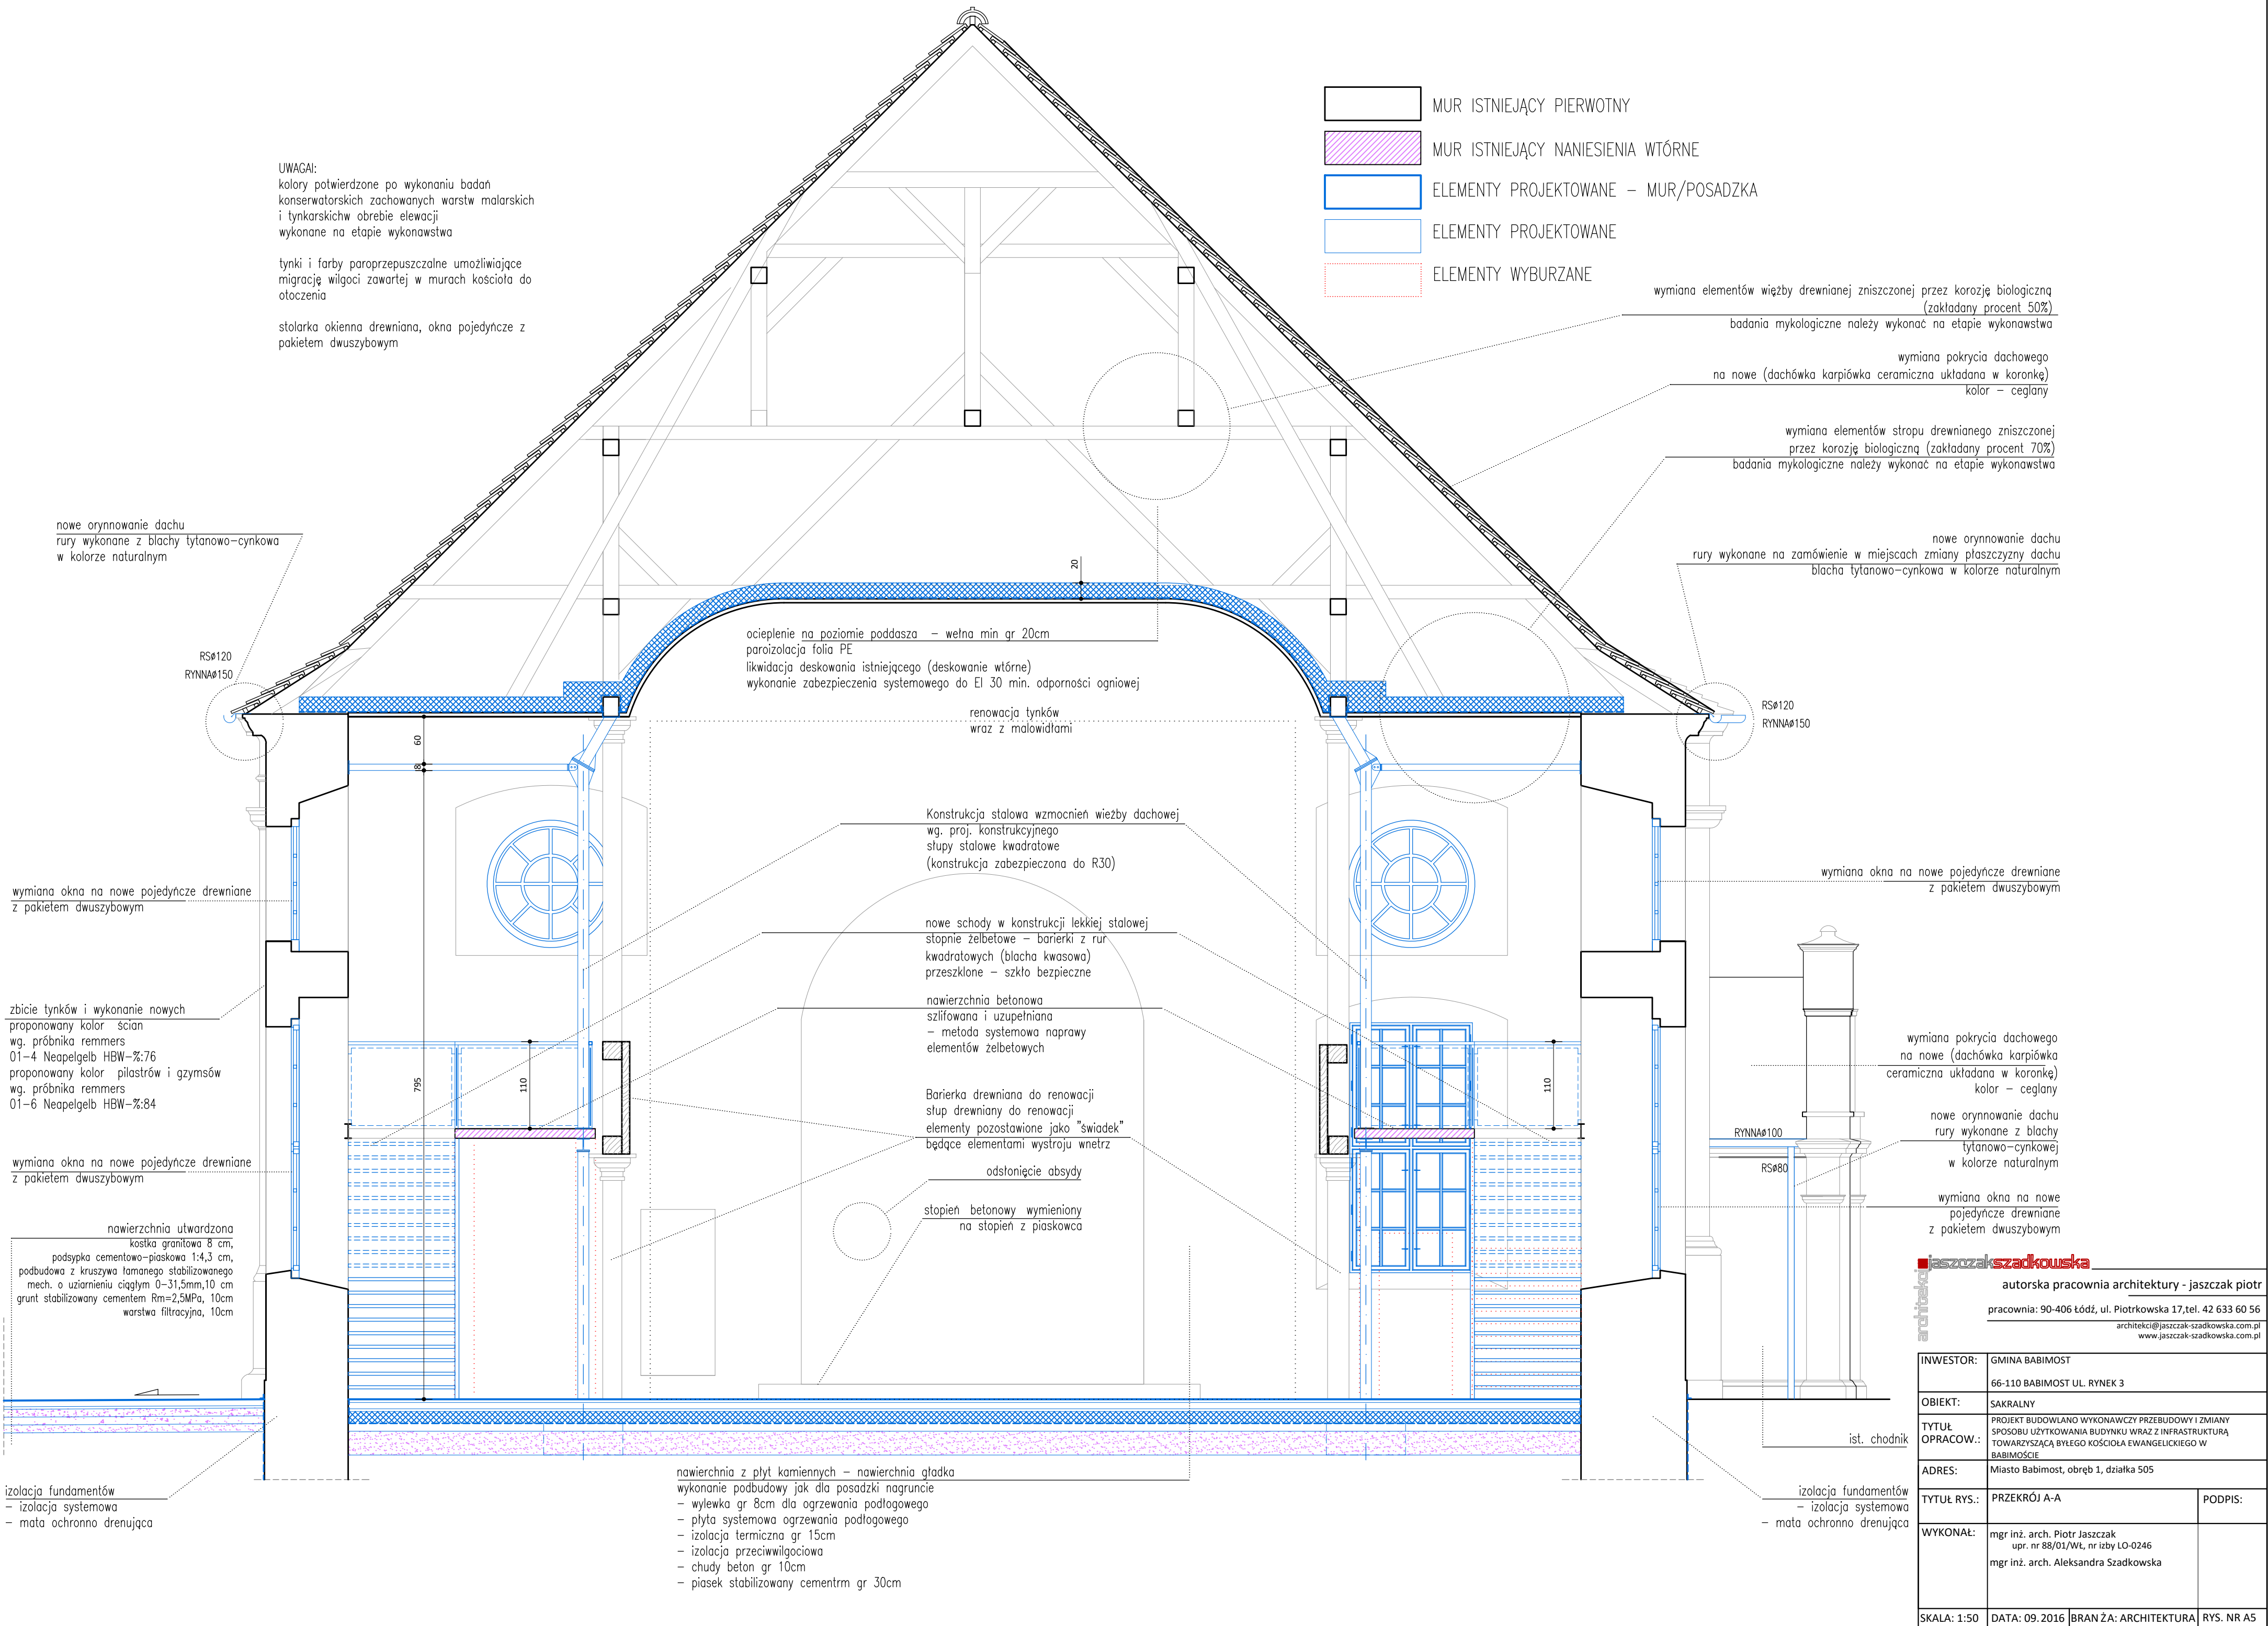 UWAGAI:
kolory potwierdzone po wykonaniu badań
konserwatorskich zachowanych warstw malarskich
i tynkarskichw obrebie elewacji
wykonane na etapie wykonawstwa
tynki i farby paroprzepuszczalne umożliwiające
migrację wilgoci zawartej w murach kościoła do
otoczenia
stolarka okienna drewniana, okna pojedyńcze z
pakietem dwuszybowym
MUR ISTNIEJĄCY PIERWOTNY
MUR ISTNIEJĄCY NANIESIENIA WTÓRNE
ELEMENTY PROJEKTOWANE – MUR/POSADZKA
ELEMENTY PROJEKTOWANE
ELEMENTY WYBURZANE
wymiana elementów więźby drewnianej zniszczonej przez korozję biologiczną
(zakładany procent 50%)
badania mykologiczne należy wykonać na etapie wykonawstwa
wymiana pokrycia dachowego
na nowe (dachówka karpiówka ceramiczna układana w koronkę)
kolor – ceglany
wymiana elementów stropu drewnianego zniszczonej
przez korozję biologiczną (zakładany procent 70%)
badania mykologiczne należy wykonać na etapie wykonawstwa
nowe orynnowanie dachu
rury wykonane z blachy tytanowo-cynkowa
w kolorze naturalnym
nowe orynnowanie dachu
rury wykonane na zamówienie w miejscach zmiany płaszczyzny dachu
blacha tytanowo-cynkowa w kolorze naturalnym
20
ocieplenie na poziomie poddasza – wełna min gr 20cm
paroizolacja folia PE
likwidacja deskowania istniejącego (deskowanie wtórne)
wykonanie zabezpieczenia systemowego do EI 30 min. odporności ogniowej
RSø120
RYNNAø150
RSø120
RYNNAø150
renowacja tynków
wraz z malowidłami
60
8
Konstrukcja stalowa wzmocnień wieźby dachowej
wg. proj. konstrukcyjnego
słupy stalowe kwadratowe
(konstrukcja zabezpieczona do R30)
wymiana okna na nowe pojedyńcze drewniane
z pakietem dwuszybowym
wymiana okna na nowe pojedyńcze drewniane
z pakietem dwuszybowym
nowe schody w konstrukcji lekkiej stalowej
stopnie żelbetowe – barierki z rur
kwadratowych (blacha kwasowa)
przeszklone – szkło bezpieczne
nawierzchnia betonowa
szlifowana i uzupełniana
– metoda systemowa naprawy
elementów żelbetowych
zbicie tynków i wykonanie nowych
proponowany kolor ścian
wg. próbnika remmers
01–4 Neapelgelb HBW–%:76
proponowany kolor pilastrów i gzymsów
wg. próbnika remmers
01–6 Neapelgelb HBW–%:84
795
110
110
Barierka drewniana do renowacji
słup drewniany do renowacji
elementy pozostawione jako "świadek"
będące elementami wystroju wnetrz
odsłonięcie absydy
stopień betonowy wymieniony
na stopień z piaskowca
wymiana pokrycia dachowego
na nowe (dachówka karpiówka
ceramiczna układana w koronkę)
kolor – ceglany
nowe orynnowanie dachu
rury wykonane z blachy
tytanowo-cynkowej
w kolorze naturalnym
RYNNAø100
RSø80
wymiana okna na nowe
pojedyńcze drewniane
z pakietem dwuszybowym
wymiana okna na nowe pojedyńcze drewniane
z pakietem dwuszybowym
nawierzchnia utwardzona
kostka granitowa 8 cm,
podsypka cementowo-piaskowa 1:4,3 cm,
podbudowa z kruszywa łamanego stabilizowanego
mech. o uziarnieniu ciągłym 0–31,5mm,10 cm
grunt stabilizowany cementem Rm=2,5MPa, 10cm
warstwa filtracyjna, 10cm
izolacja fundamentów
– izolacja systemowa
– mata ochronno drenująca
nawierchnia z płyt kamiennych – nawierchnia gładka
wykonanie podbudowy jak dla posadzki nagruncie
– wylewka gr 8cm dla ogrzewania podłogowego
– płyta systemowa ogrzewania podłogowego
– izolacja termiczna gr 15cm
– izolacja przeciwwilgociowa
– chudy beton gr 10cm
– piasek stabilizowany cementrm gr 30cm
ist. chodnik
izolacja fundamentów
– izolacja systemowa
– mata ochronno drenująca
architekci
jaszczakszadkowska
autorska pracownia architektury - jaszczak piotr
pracownia: 90-406 Łódź, ul. Piotrkowska 17,tel. 42 633 60 56
architekci@jaszczak-szadkowska.com.pl
www.jaszczak-szadkowska.com.pl
INWESTOR: GMINA BABIMOST
66-110 BABIMOST UL. RYNEK 3
OBIEKT: SAKRALNY
TYTUŁ OPRACOW.: PROJEKT BUDOWLANO WYKONAWCZY PRZEBUDOWY I ZMIANY
SPOSOBU UŻYTKOWANIA BUDYNKU WRAZ Z INFRASTRUKTURĄ
TOWARZYSZĄCĄ BYŁEGO KOŚCIOŁA EWANGELICKIEGO W
BABIMOŚCIE
ADRES: Miasto Babimost, obręb 1, działka 505
TYTUŁ RYS.: PRZEKRÓJ A-A PODPIS:
WYKONAŁ: mgr inż. arch. Piotr Jaszczak
upr. nr 88/01/WŁ, nr izby LO-0246
mgr inż. arch. Aleksandra Szadkowska
SKALA: 1:50 DATA: 09.2016 BRANŻA: ARCHITEKTURA RYS. NR A5